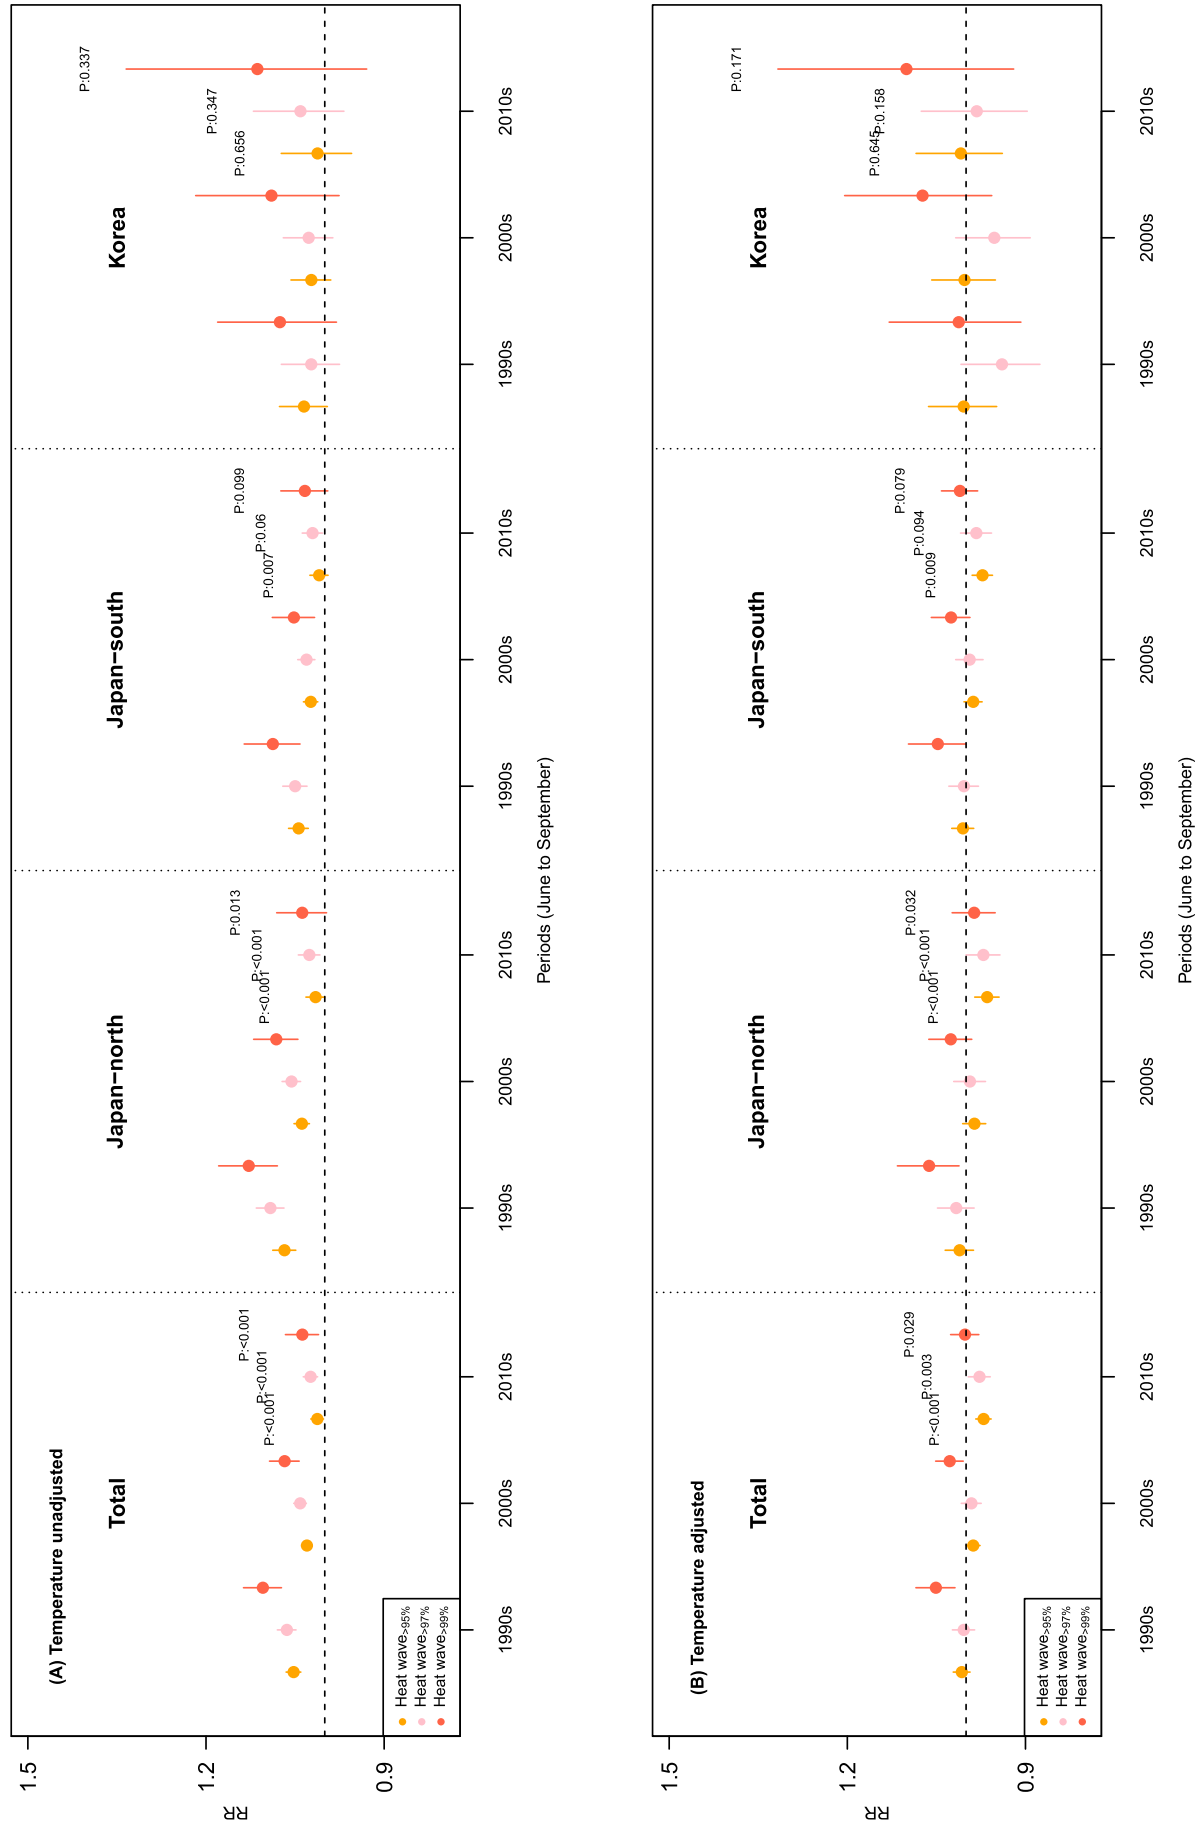 (A) Temperature unadjusted
Total
Japan−north
Japan−south
Korea
P:<0.001
P:<0.001
P:<0.001
P:<0.001
P:<0.001
P:0.013
P:0.007
P:0.06
P:0.099
P:0.656
P:0.347
P:0.337
RR
1.5
1.2
0.9
Heat wave>95%
Heat wave>97%
Heat wave>99%
1990s
2000s
2010s
1990s
2000s
2010s
1990s
2000s
2010s
1990s
2000s
2010s
Periods (June to September)
(B) Temperature adjusted
Total
Japan−north
Japan−south
Korea
P:<0.001
P:0.003
P:0.029
P:<0.001
P:<0.001
P:0.032
P:0.009
P:0.094
P:0.079
P:0.645
P:0.158
P:0.171
RR
1.5
1.2
0.9
Heat wave>95%
Heat wave>97%
Heat wave>99%
1990s
2000s
2010s
1990s
2000s
2010s
1990s
2000s
2010s
1990s
2000s
2010s
Periods (June to September)